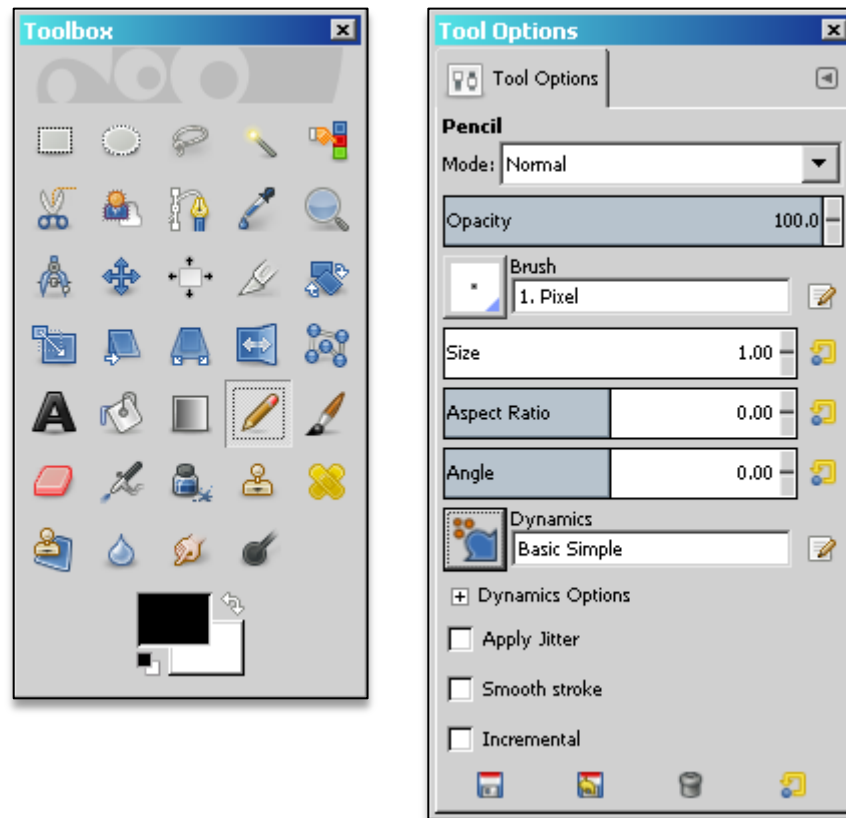 Toolbox
Tool Options
Tool Options
Pencil
Mode: Normal
Opacity 100.0
Brush
1. Pixel
Size 1.00
Aspect Ratio 0.00
Angle 0.00
Dynamics
Basic Simple
Dynamics Options
Apply Jitter
Smooth stroke
Incremental